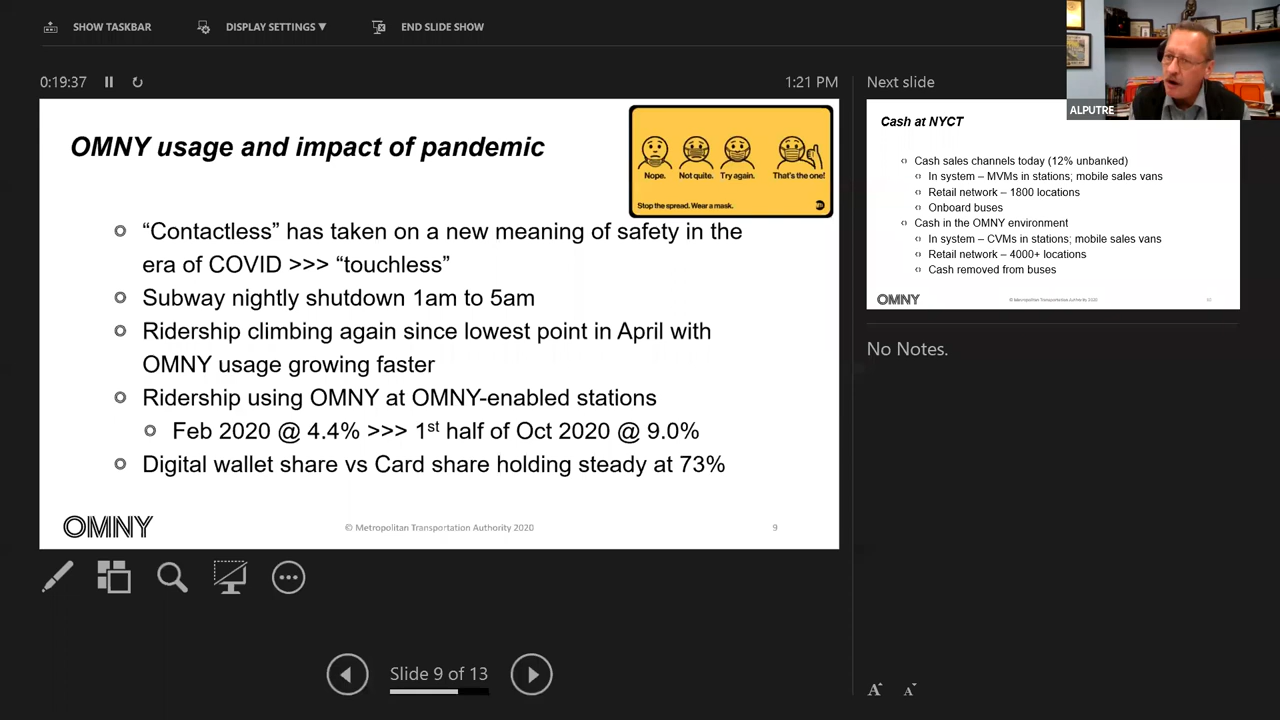 SHOW TASKBAR
DISPLAY SETTINGS ▼
END SLIDE SHOW
0:19:37
1:21 PM
OMNY usage and impact of pandemic
Nope.
Not quite.
Try again.
That's the one!
Stop the spread. Wear a mask.
“Contactless” has taken on a new meaning of safety in the
era of COVID >>> “touchless”
Subway nightly shutdown 1am to 5am
Ridership climbing again since lowest point in April with
OMNY usage growing faster
Ridership using OMNY at OMNY-enabled stations
Feb 2020 @ 4.4% >>> 1st half of Oct 2020 @ 9.0%
Digital wallet share vs Card share holding steady at 73%
OMNY
© Metropolitan Transportation Authority 2020
9
Slide 9 of 13
Next slide
ALPUTRE
Cash at NYCT
Cash sales channels today (12% unbanked)
In system – MVMs in stations; mobile sales vans
Retail network – 1800 locations
Onboard buses
Cash in the OMNY environment
In system – CVMs in stations; mobile sales vans
Retail network – 4000+ locations
Cash removed from buses
OMNY
© Metropolitan Transportation Authority 2020
No Notes.
A A